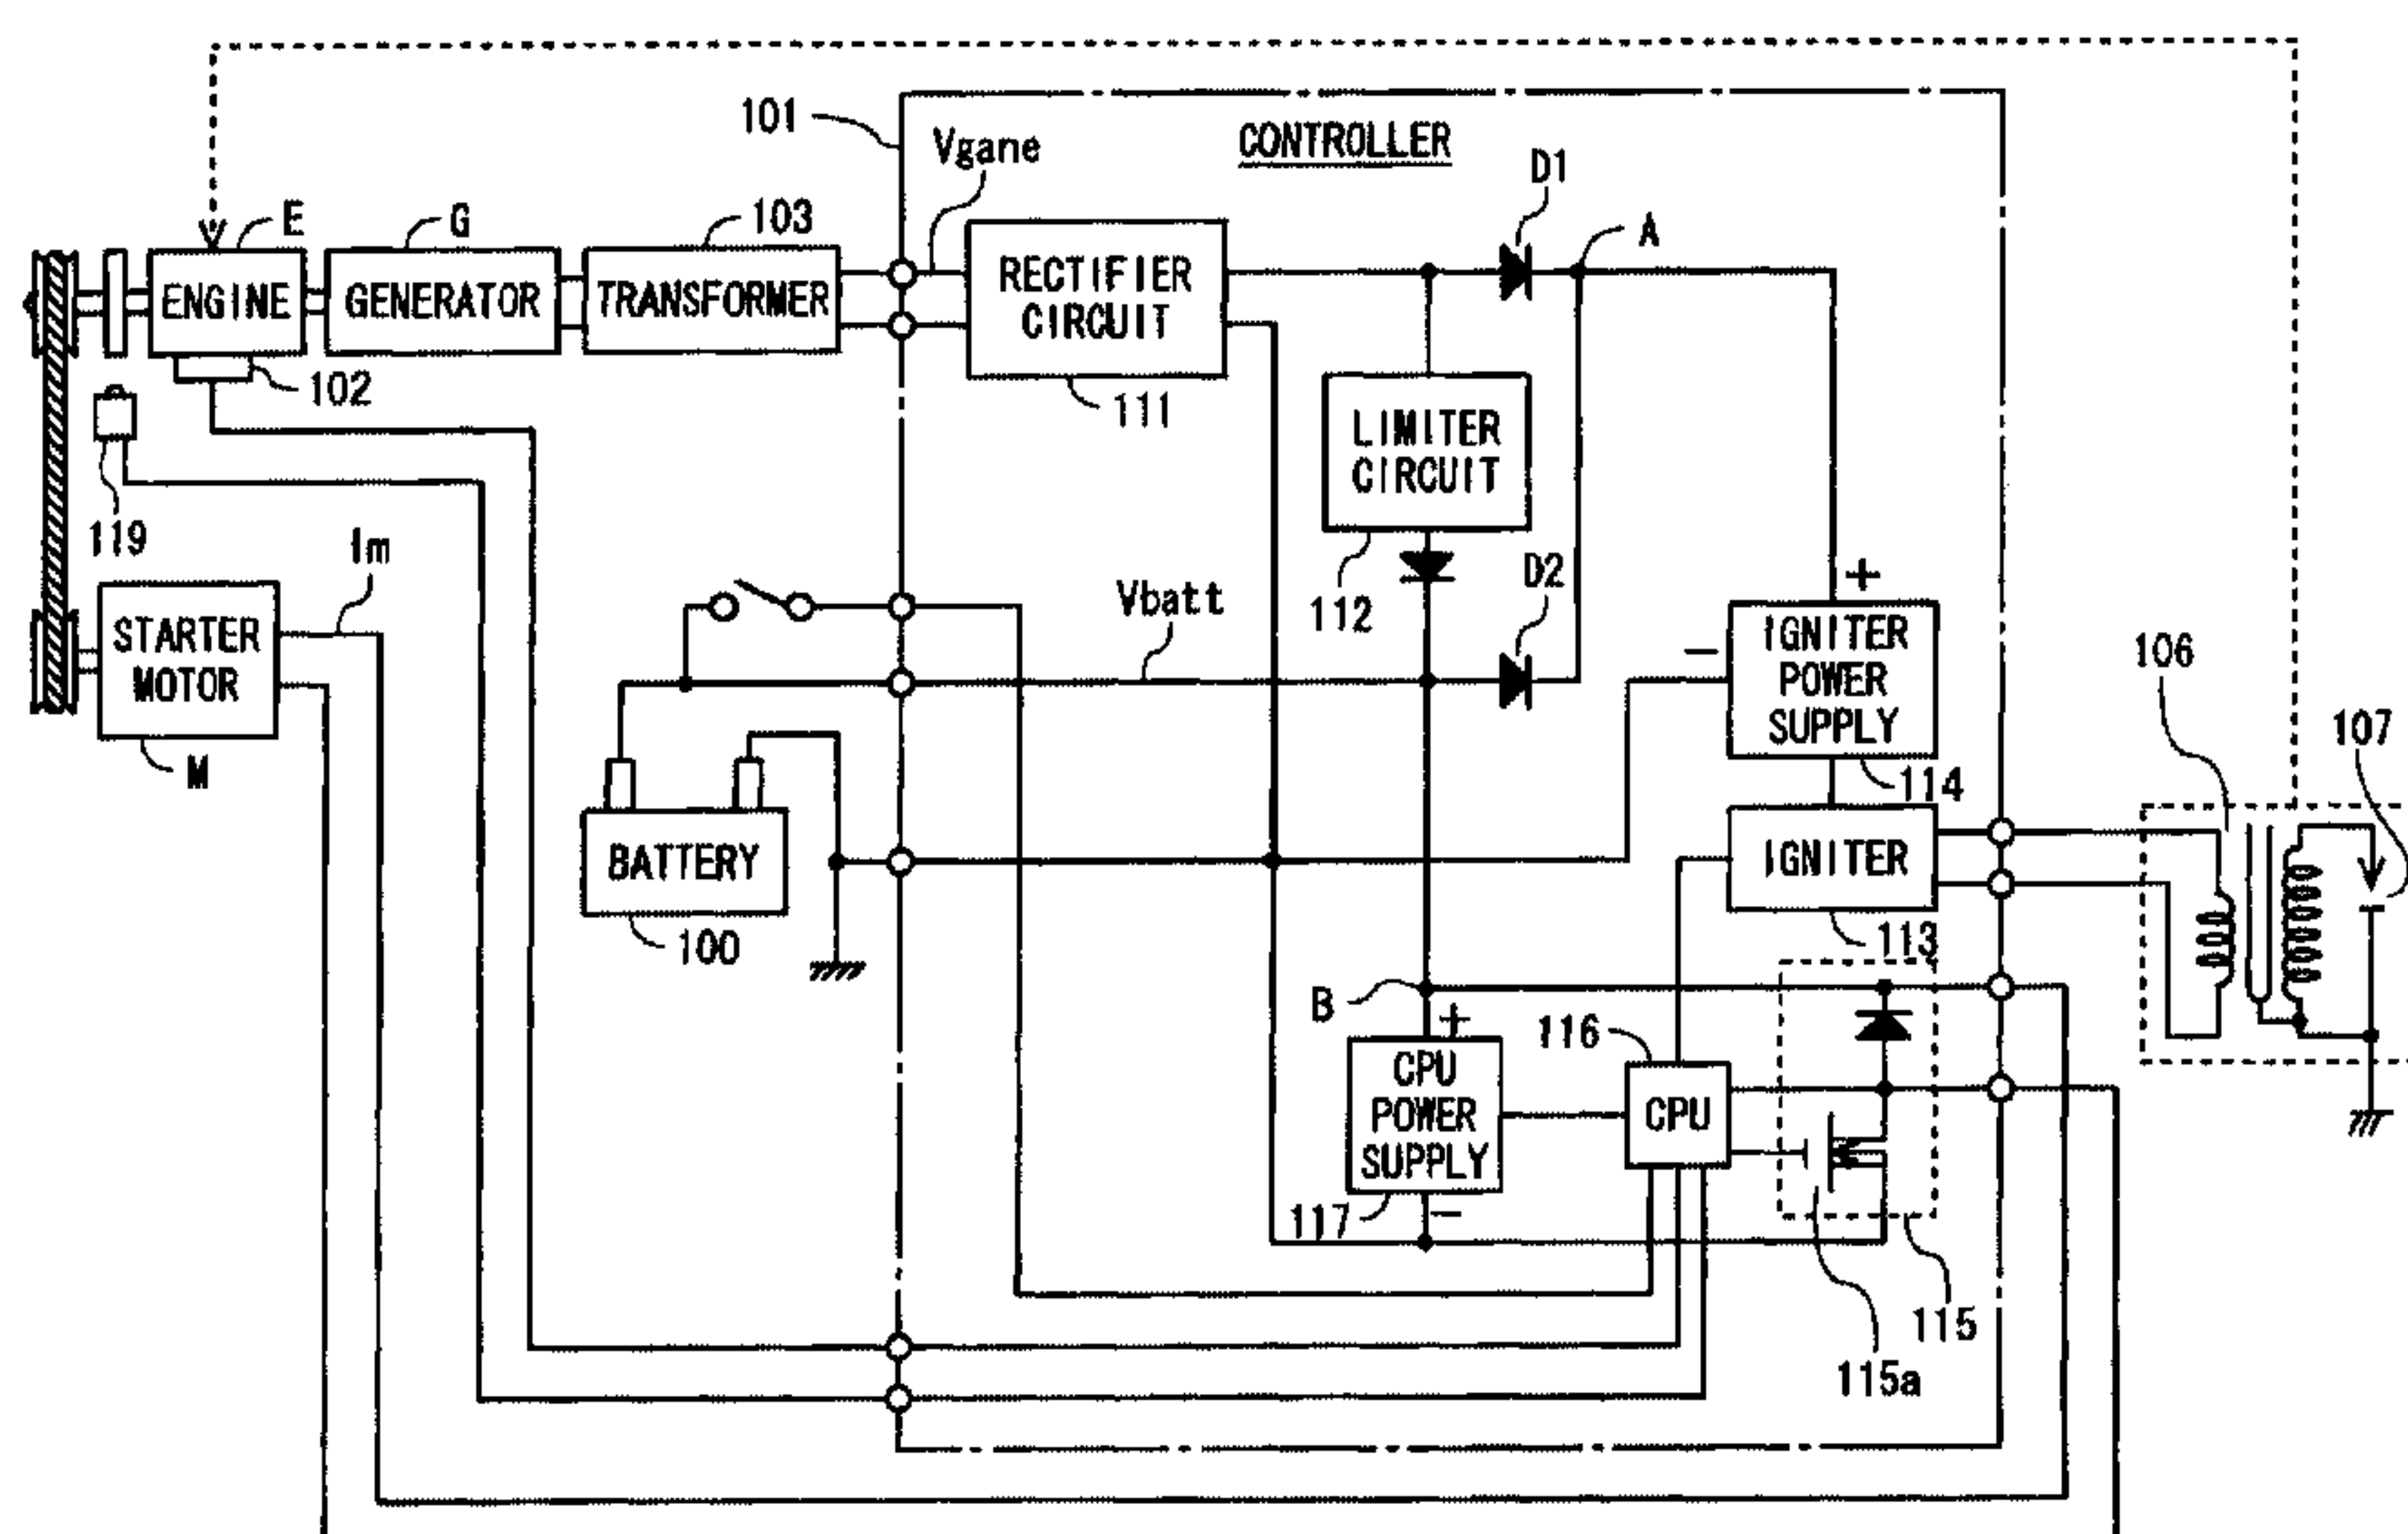 101
Vgane
CONTROLLER
D1
A
E
G
103
ENGINE
GENERATOR
TRANSFORMER
RECTIFIER
CIRCUIT
102
111
LIMITER
CIRCUIT
119
Im
112
D2
Vbatt
+
STARTER
MOTOR
−
IGNITER
POWER
SUPPLY
106
107
M
114
BATTERY
IGNITER
100
113
B
+
116
CPU
POWER
SUPPLY
CPU
117
−
115
115a